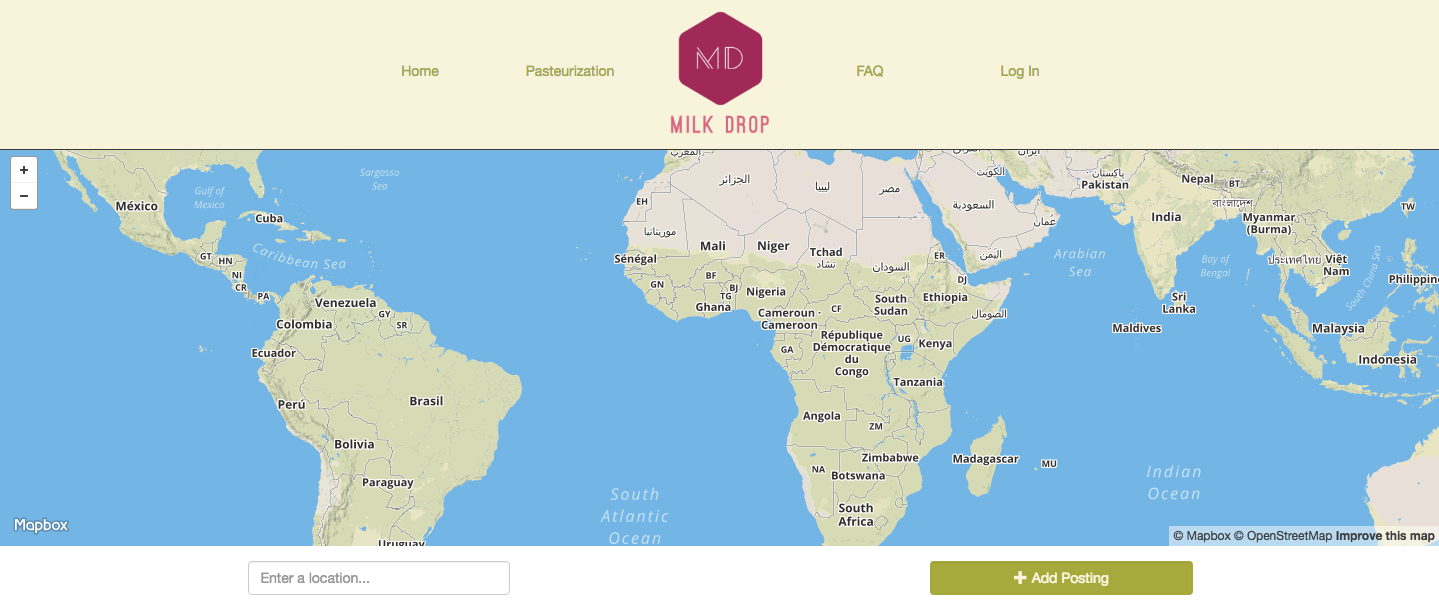 MD
MILK DROP
Home
Pasteurization
FAQ
Log In
+
−
Sargasso
Sea
Gulf of
Mexico
México
Cuba
Caribbean Sea
GT
HN
NI
CR
PA
Venezuela
Colombia
GY
SR
Ecuador
Perú
Brasil
Bolivia
Paraguay
Uruguay
الجزائر
ليبيا
مصر
EH
موريتانيا
Mali
Niger
Tchad
تشاد
السودان
Sénégal
GN
BF
Ghana
TG
BJ
Nigeria
Cameroun -
Cameroon
CF
South
Sudan
Ethiopia
ER
DJ
الصومال
République
Démocratique
du
Congo
GA
UG
Kenya
Tanzania
Angola
ZM
Zimbabwe
NA
Botswana
South
Africa
Madagascar
MU
South
Atlantic
Ocean
Indian
Ocean
الكويت
السعودية
عُمان
اليمن
Arabian
Sea
پاکستان
Pakistan
Nepal
BT
বাংলাদেশ
India
Myanmar
(Burma)
Bay of
Bengal
ประเทศไทย
Việt
Nam
TW
South China Sea
Philippin
Sri
Lanka
Maldives
Malaysia
Indonesia
Mapbox
© Mapbox © OpenStreetMap Improve this map
Enter a location...
+ Add Posting